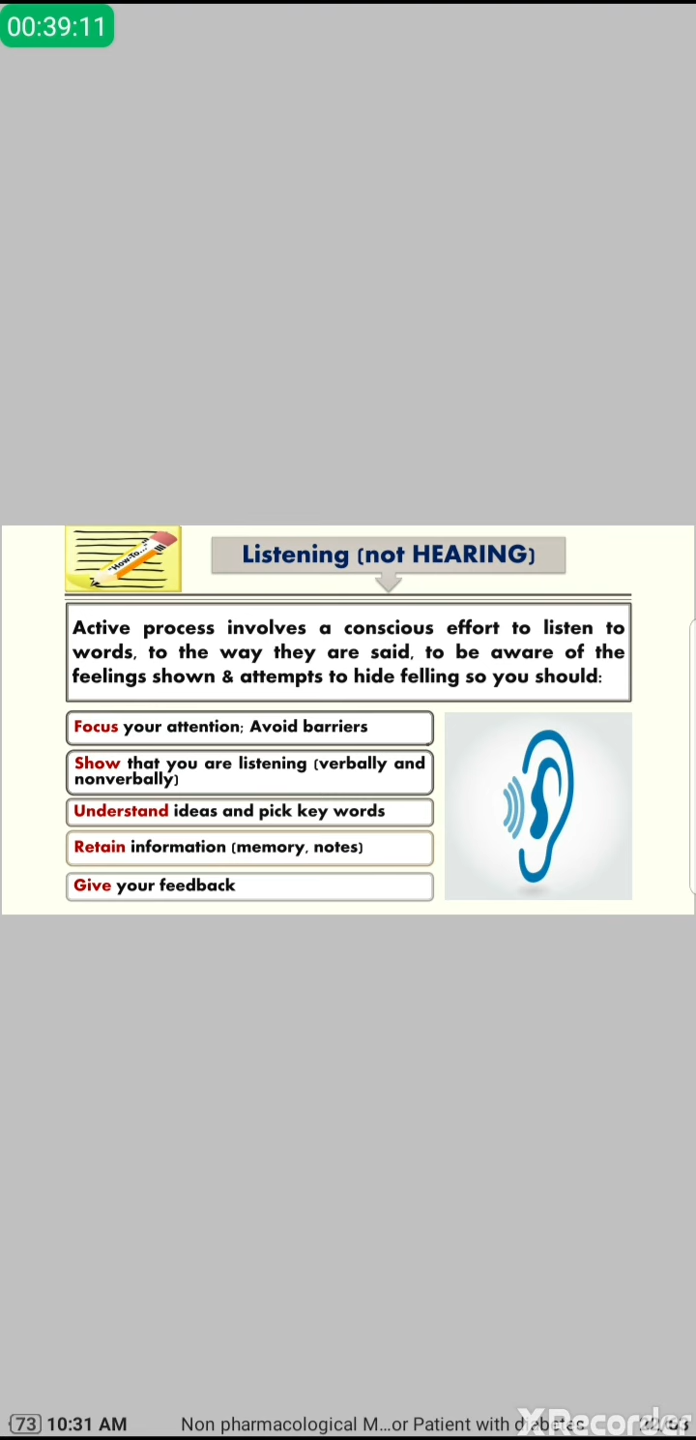 00:39:11
"How-To..."
Listening (not HEARING)
Active process involves a conscious effort to listen to
words, to the way they are said, to be aware of the
feelings shown & attempts to hide felling so you should:
Focus your attention; Avoid barriers
Show that you are listening (verbally and
nonverbally)
Understand ideas and pick key words
Retain information (memory, notes)
Give your feedback
73 10:31 AM Non pharmacological M...or Patient with diebates
XRecorder